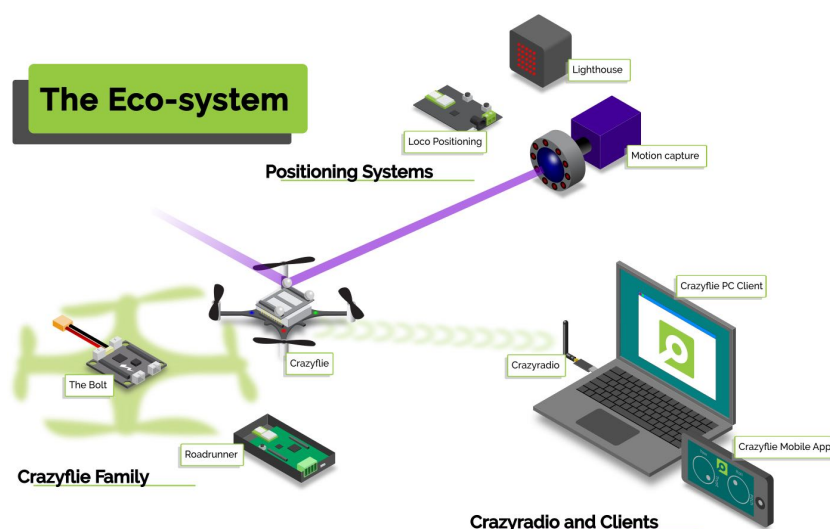 The Eco-system
Lighthouse
Loco Positioning
Motion capture
Positioning Systems
Crazyflie PC Client
Crazyradio
Crazyflie
The Bolt
Roadrunner
Crazyflie Mobile App
Crazyflie Family
Crazyradio and Clients